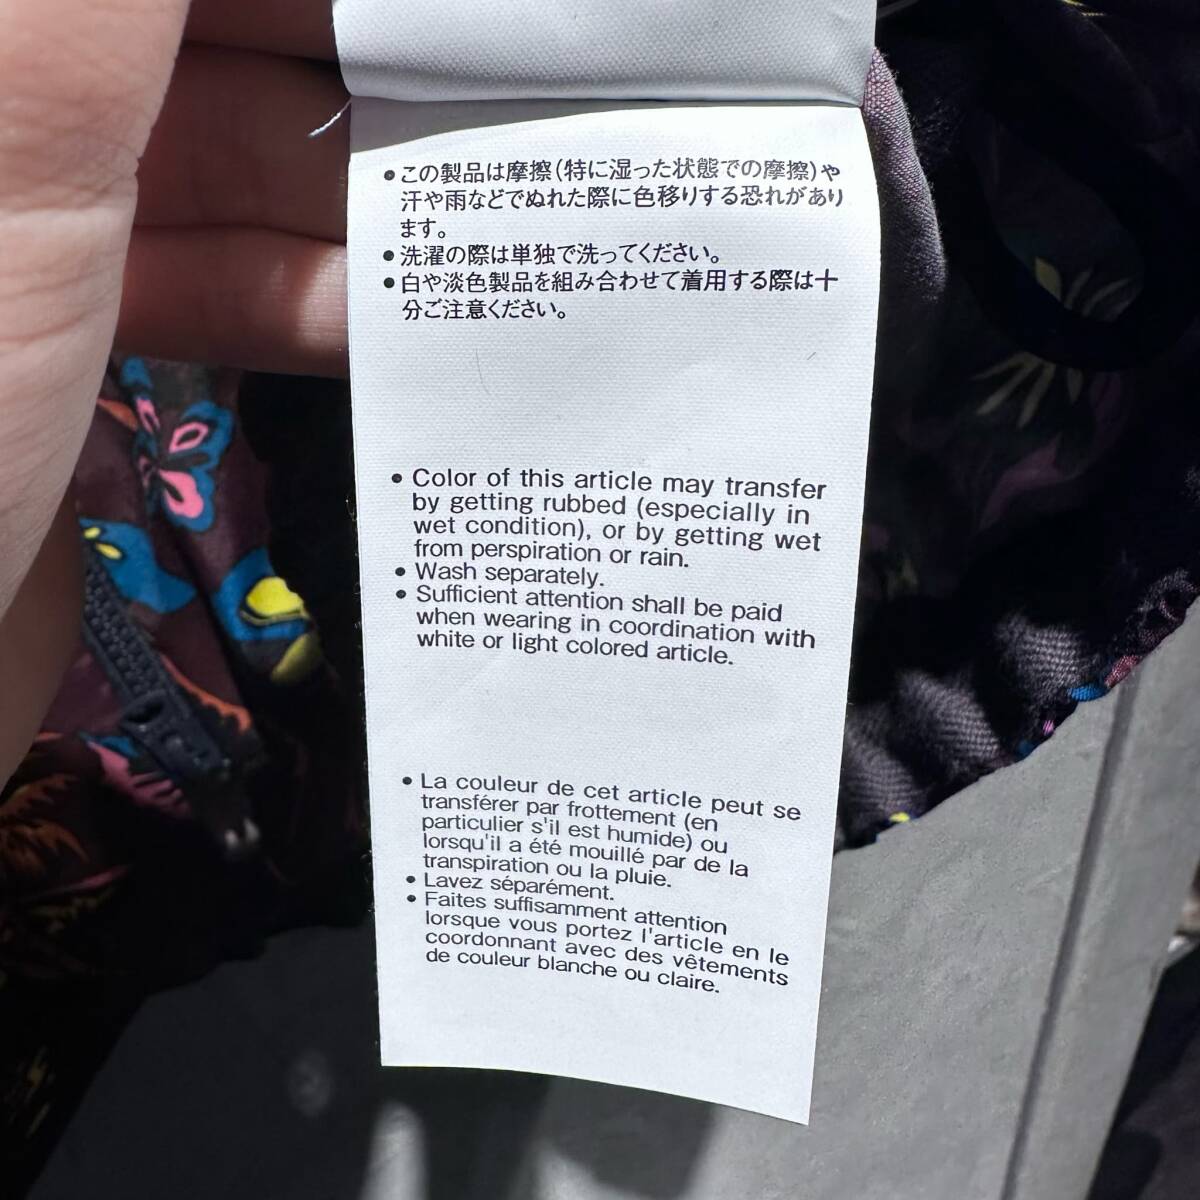 •この製品は摩擦(特に湿った状態での摩擦)や
汗や雨などでぬれた際に色移りする恐れがあり
ます。
•洗濯の際は単独で洗ってください。
•白や淡色製品を組み合わせて着用する際は十
分ご注意ください。
• Color of this article may transfer
by getting rubbed (especially in
wet condition), or by getting wet
from perspiration or rain.
• Wash separately.
• Sufficient attention shall be paid
when wearing in coordination with
white or light colored article.
• La couleur de cet article peut se
transférer par frottement (en
particulier s'il est humide) ou
lorsqu'il a été mouillé par de la
transpiration ou la pluie.
• Lavez séparément.
• Faites suffisamment attention
lorsque vous portez l'article en le
coordonnant avec des vêtements
de couleur blanche ou claire.